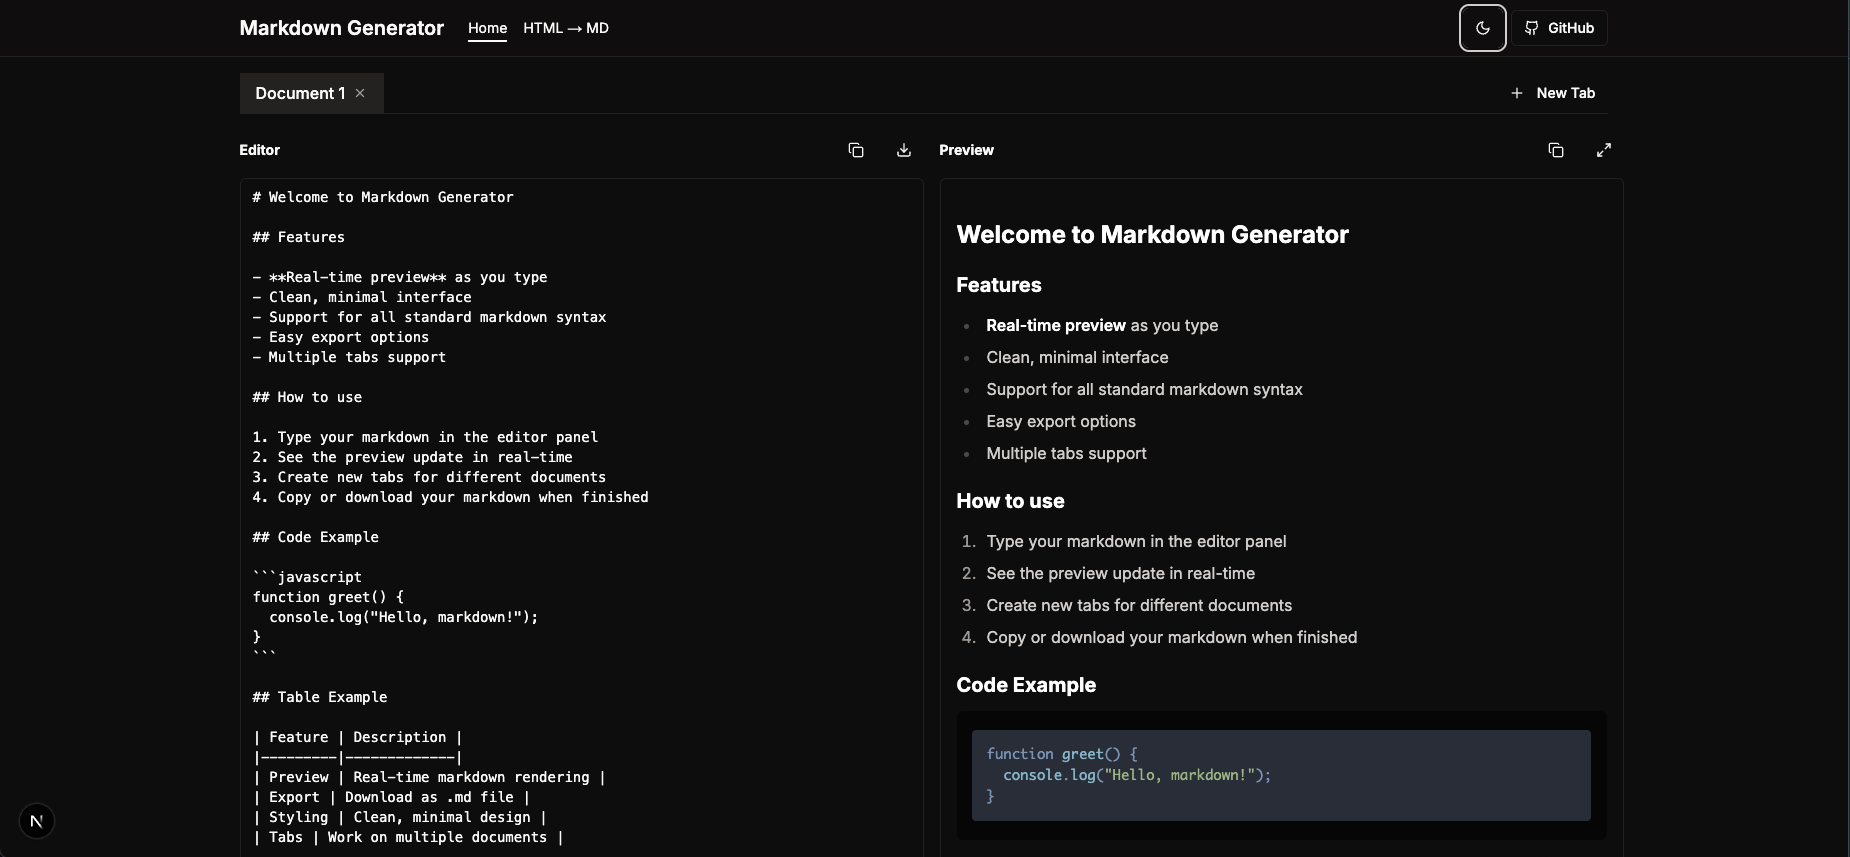 Markdown Generator
Home
HTML → MD
GitHub
Document 1
New Tab
Editor
# Welcome to Markdown Generator
## Features
- **Real-time preview** as you type
- Clean, minimal interface
- Support for all standard markdown syntax
- Easy export options
- Multiple tabs support
## How to use
1. Type your markdown in the editor panel
2. See the preview update in real-time
3. Create new tabs for different documents
4. Copy or download your markdown when finished
## Code Example
```javascript
function greet() {
  console.log("Hello, markdown!");
}
```
## Table Example
| Feature | Description |
|---------|-------------|
| Preview | Real-time markdown rendering |
| Export | Download as .md file |
| Styling | Clean, minimal design |
| Tabs | Work on multiple documents |
Preview
Welcome to Markdown Generator
Features
• Real-time preview as you type
• Clean, minimal interface
• Support for all standard markdown syntax
• Easy export options
• Multiple tabs support
How to use
1. Type your markdown in the editor panel
2. See the preview update in real-time
3. Create new tabs for different documents
4. Copy or download your markdown when finished
Code Example
function greet() {
  console.log("Hello, markdown!");
}
N